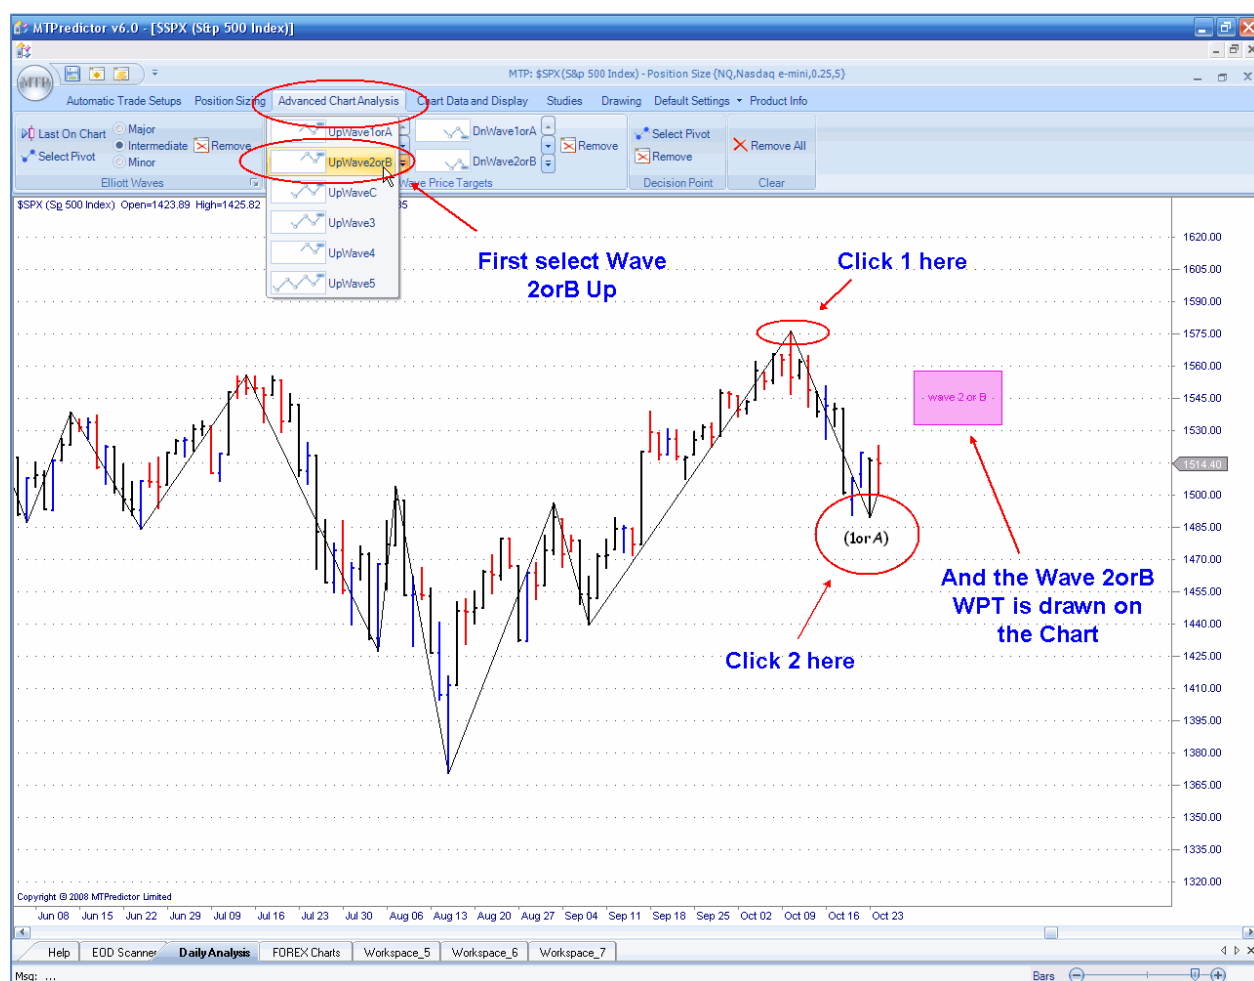 MTPredictor v6.0 - [$SPX (S&p 500 Index)]
MTP
MTP: $SPX(S&p 500 Index) - Position Size {NQ,Nasdaq e-mini,0.25,5}
Automatic Trade Setups Position Sizing Advanced Chart Analysis Chart Data and Display Studies Drawing Default Settings Product Info
Last On Chart
Select Pivot
Major
Intermediate
Minor
Remove
Elliott Waves
UpWave1orA
UpWave2orB
UpWaveC
UpWave3
UpWave4
UpWave5
DnWave1orA
DnWave2orB
Remove
Wave Price Targets
Select Pivot
Remove
Decision Point
Remove All
Clear
$SPX (Sp 500 Index) Open=1423.89 High=1425.82
First select Wave
2orB Up
Click 1 here
wave 2 or B
(1or A)
And the Wave 2orB
WPT is drawn on
the Chart
Click 2 here
1620.00
1605.00
1590.00
1575.00
1560.00
1545.00
1530.00
1514.40
1500.00
1485.00
1470.00
1455.00
1440.00
1425.00
1410.00
1395.00
1380.00
1365.00
1350.00
1335.00
1320.00
Copyright © 2008 MTPredictor Limited
Jun 08 Jun 15 Jun 22 Jun 29 Jul 09 Jul 16 Jul 23 Jul 30 Aug 06 Aug 13 Aug 20 Aug 27 Sep 04 Sep 11 Sep 18 Sep 25 Oct 02 Oct 09 Oct 16 Oct 23
Help EOD Scanner Daily Analysis FOREX Charts Workspace_5 Workspace_6 Workspace_7
Msg: ...
Bars